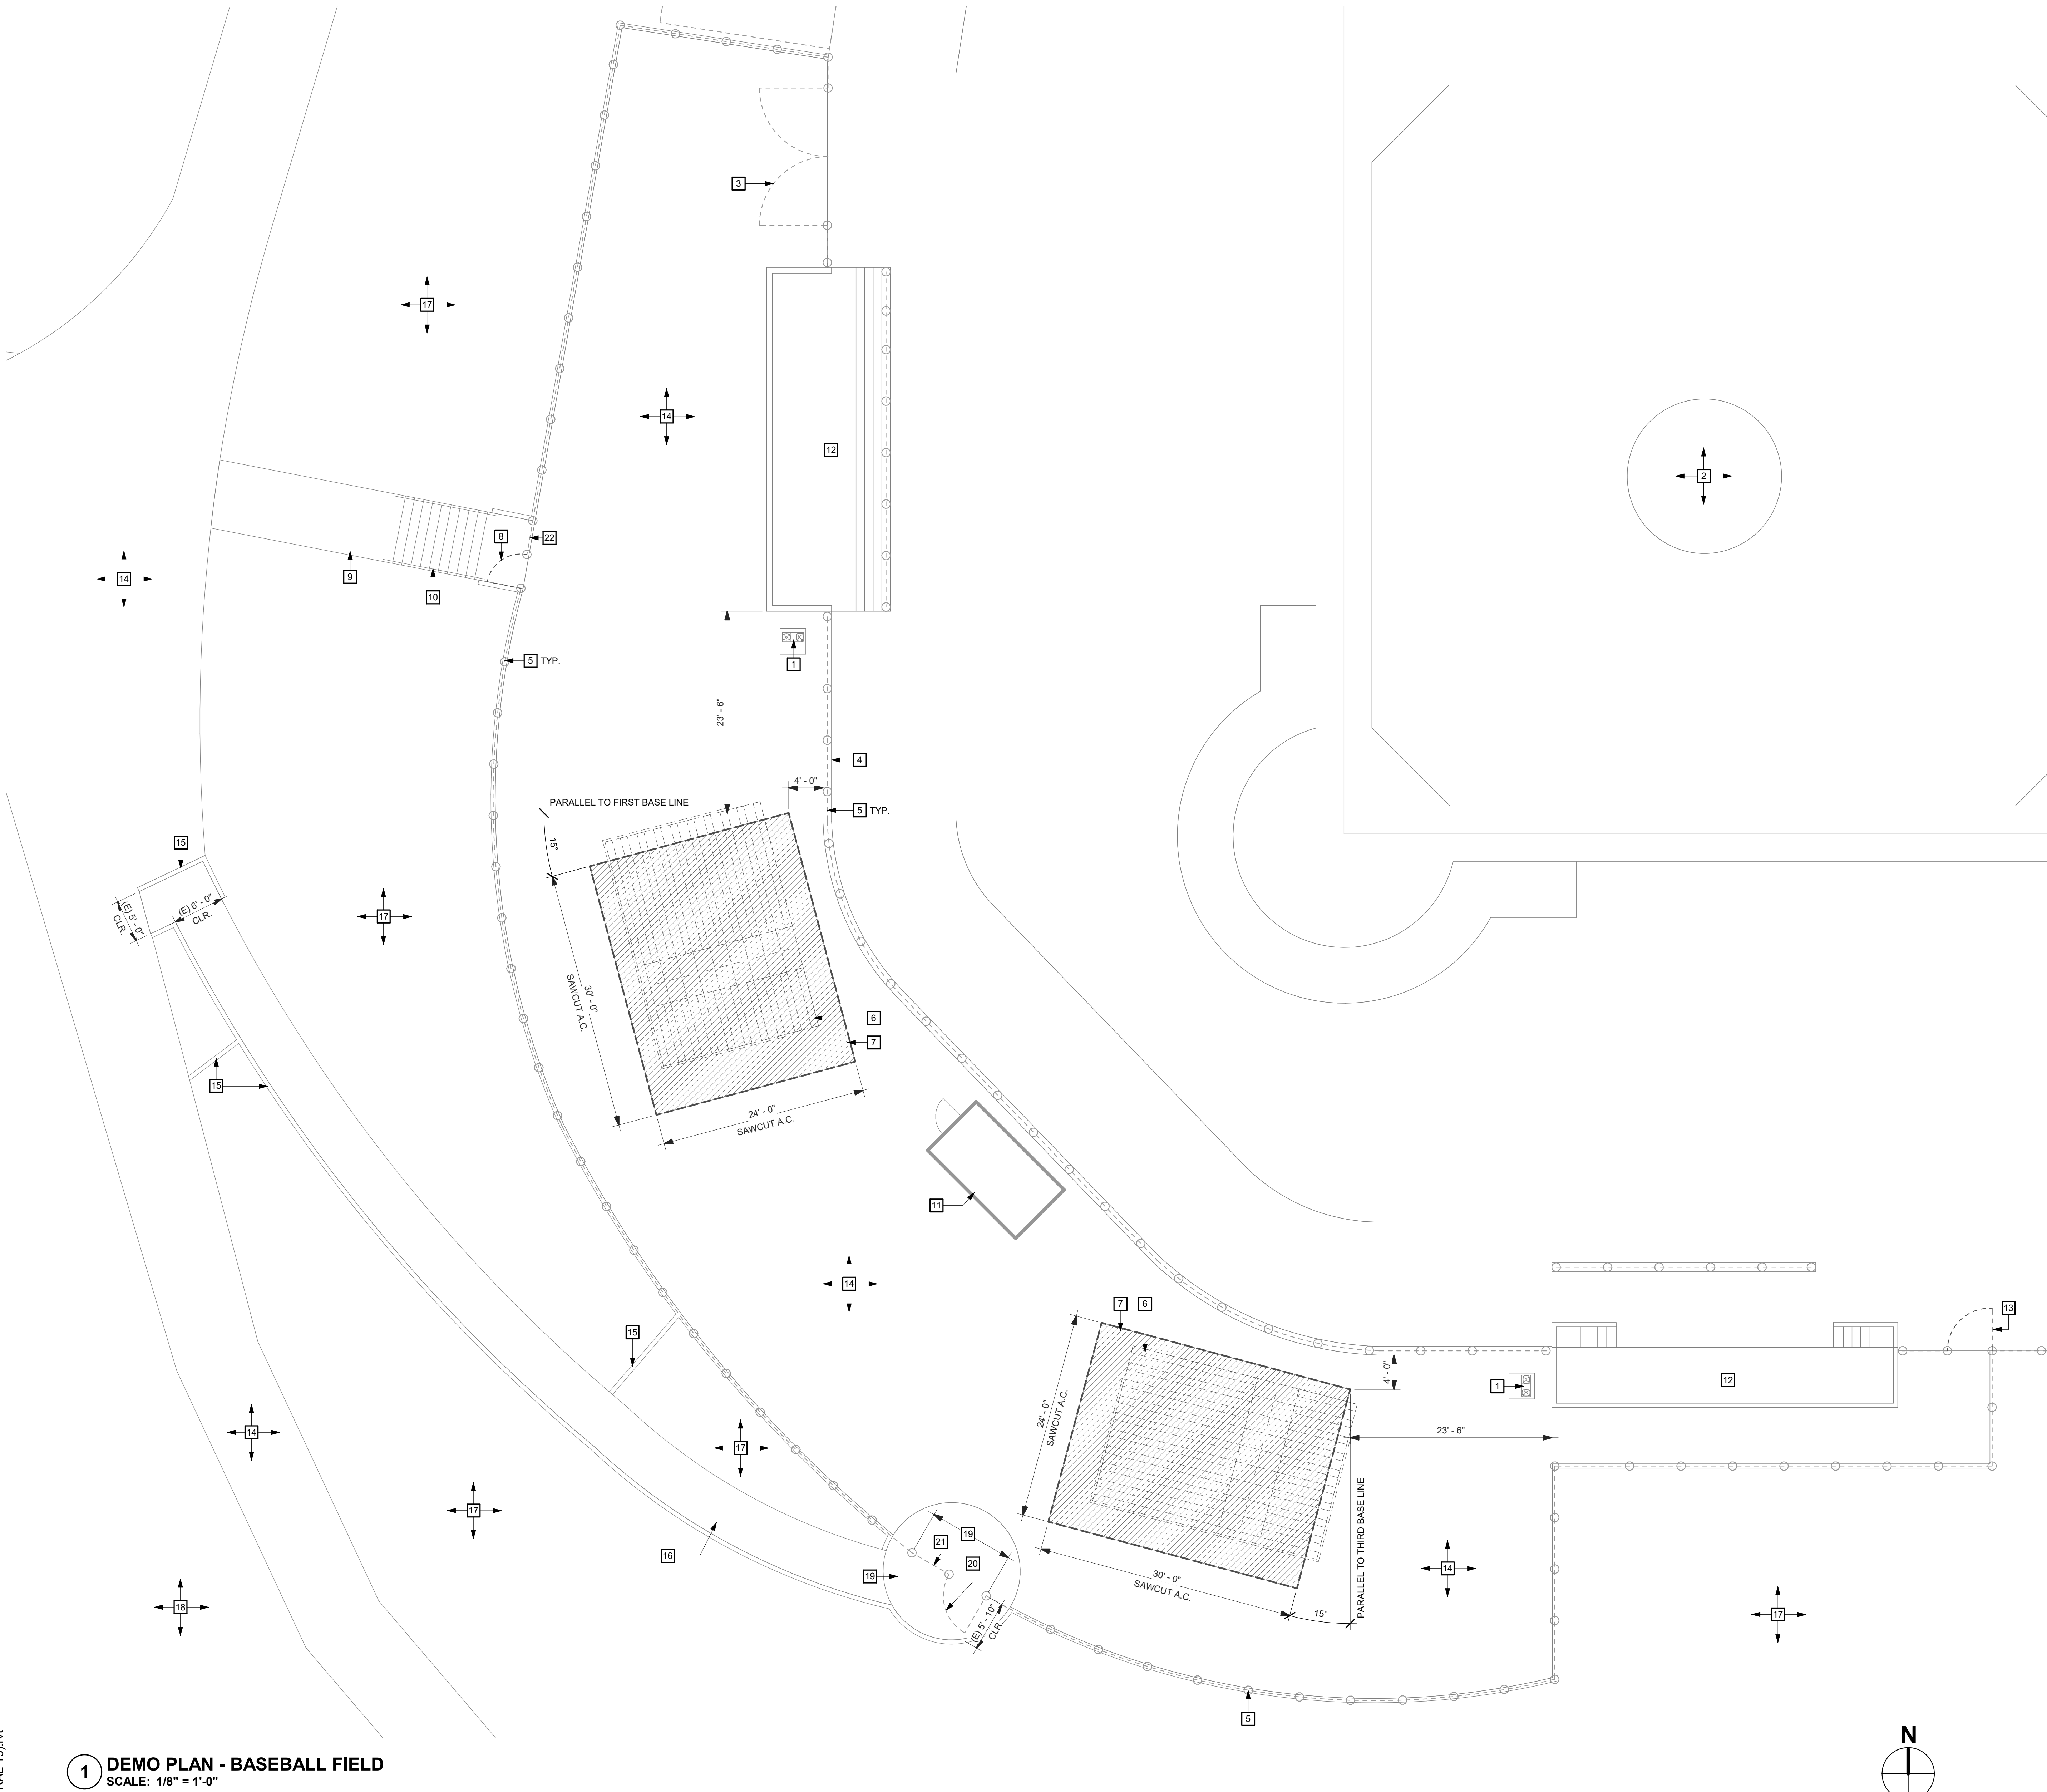 3
17
14
12
2
22
8
14
9
10
5 TYP.
1
23' - 6"
4
4' - 0"
PARALLEL TO FIRST BASE LINE
5 TYP.
15°
15
(E) 6' - 0"
CLR.
(E) 5' - 0"
CLR.
17
30' - 0"
SAWCUT A.C.
6
7
15
24' - 0"
SAWCUT A.C.
11
14
7
6
13
15
4' - 0"
1
12
24' - 0"
SAWCUT A.C.
14
17
23' - 6"
17
19
21
16
20
19
14
PARALLEL TO THIRD BASE LINE
30' - 0"
SAWCUT A.C.
15°
18
17
(E) 5' - 10"
CLR.
5
N
1
DEMO PLAN - BASEBALL FIELD
SCALE: 1/8" = 1'-0"